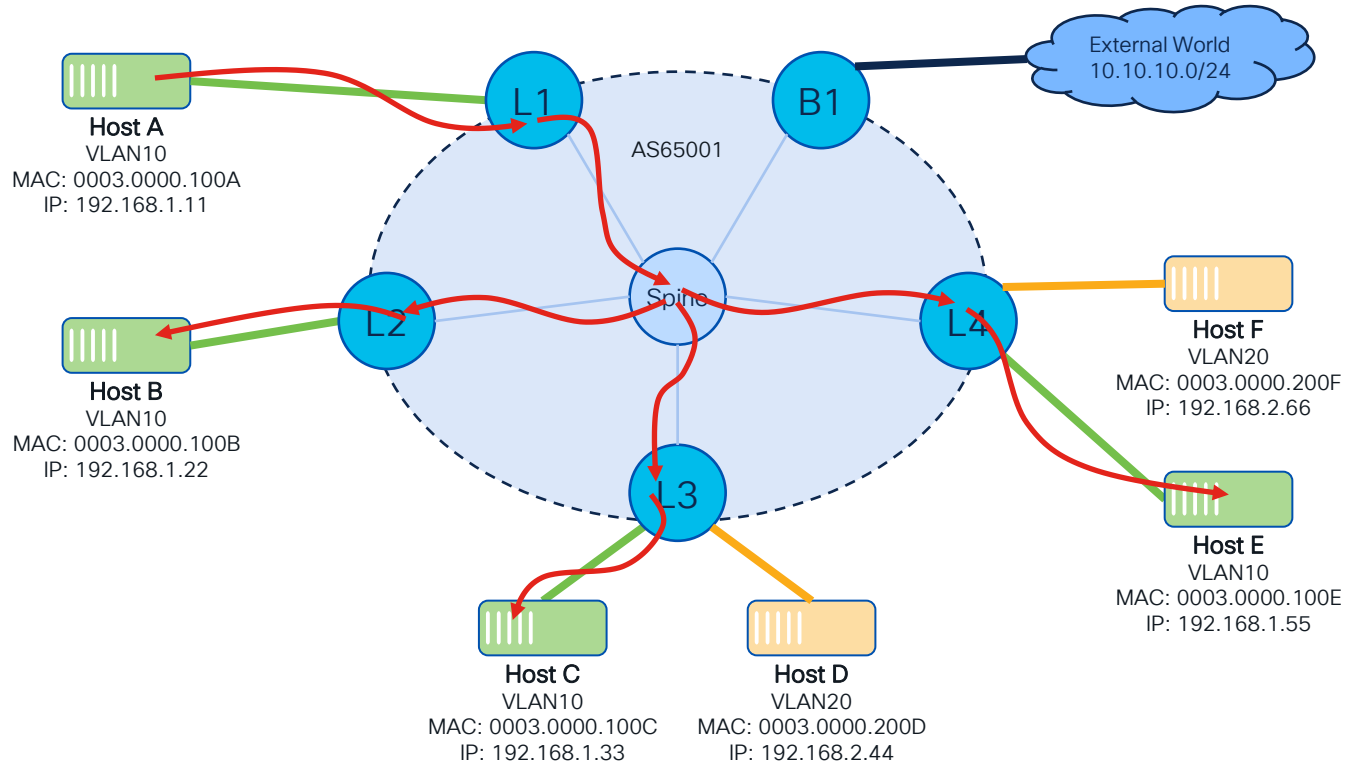 External World
10.10.10.0/24
L1
B1
AS65001
Host A
VLAN10
MAC: 0003.0000.100A
IP: 192.168.1.11
Spine
L2
L4
Host B
VLAN10
MAC: 0003.0000.100B
IP: 192.168.1.22
Host F
VLAN20
MAC: 0003.0000.200F
IP: 192.168.2.66
L3
Host E
VLAN10
MAC: 0003.0000.100E
IP: 192.168.1.55
Host C
VLAN10
MAC: 0003.0000.100C
IP: 192.168.1.33
Host D
VLAN20
MAC: 0003.0000.200D
IP: 192.168.2.44